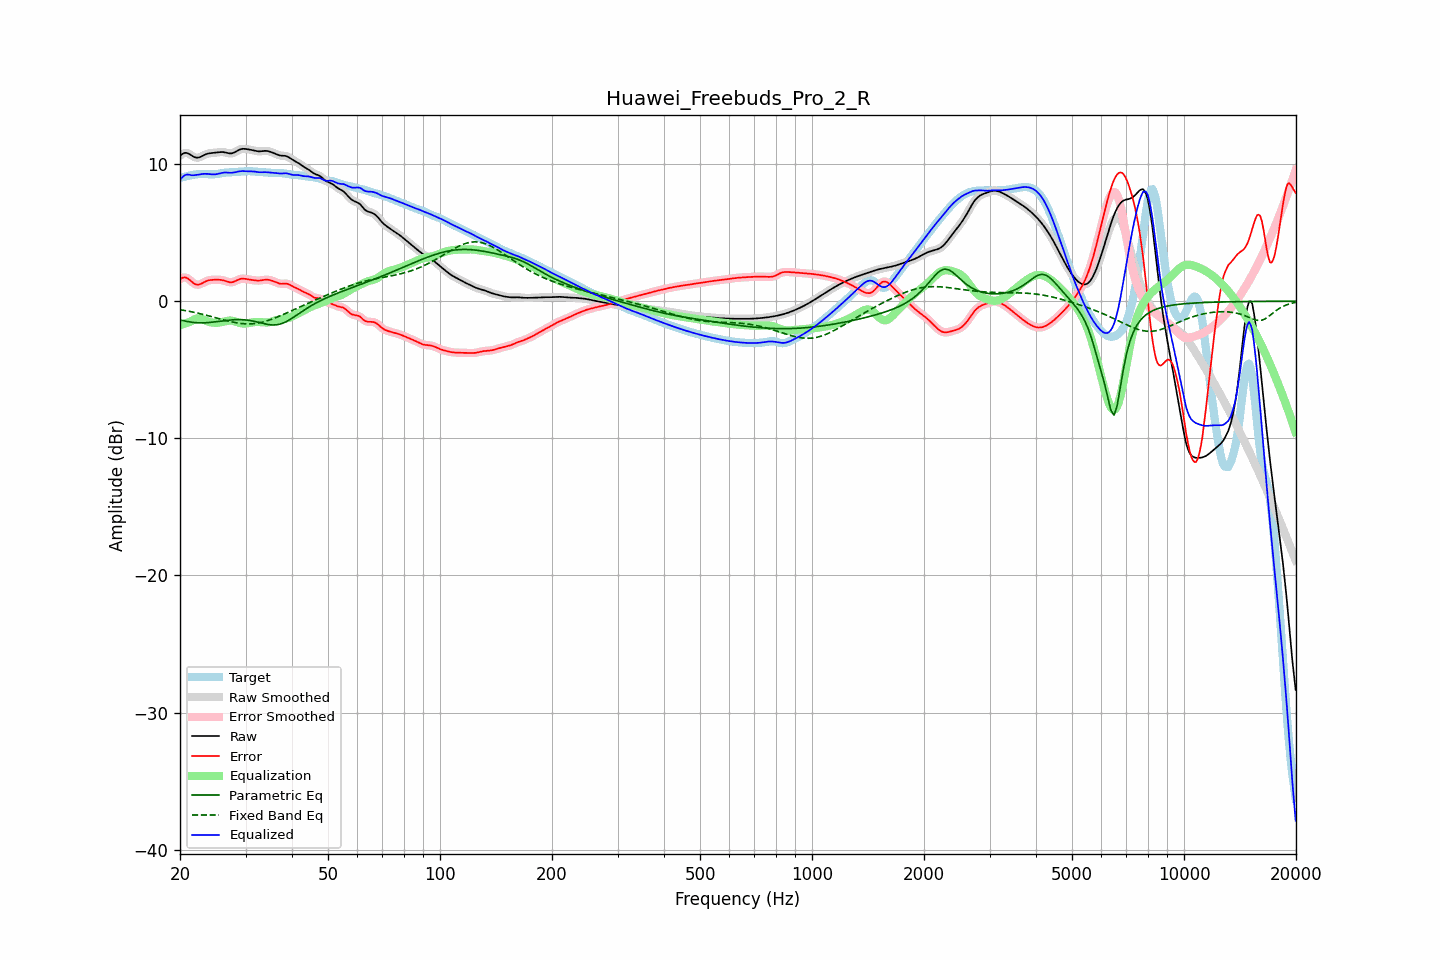 Huawei_Freebuds_Pro_2_R
10
0
−10
−20
−30
−40
Amplitude (dBr)
Target
Raw Smoothed
Error Smoothed
Raw
Error
Equalization
Parametric Eq
Fixed Band Eq
Equalized
20 50 100 200 500 1000 2000 5000 10000 20000
Frequency (Hz)